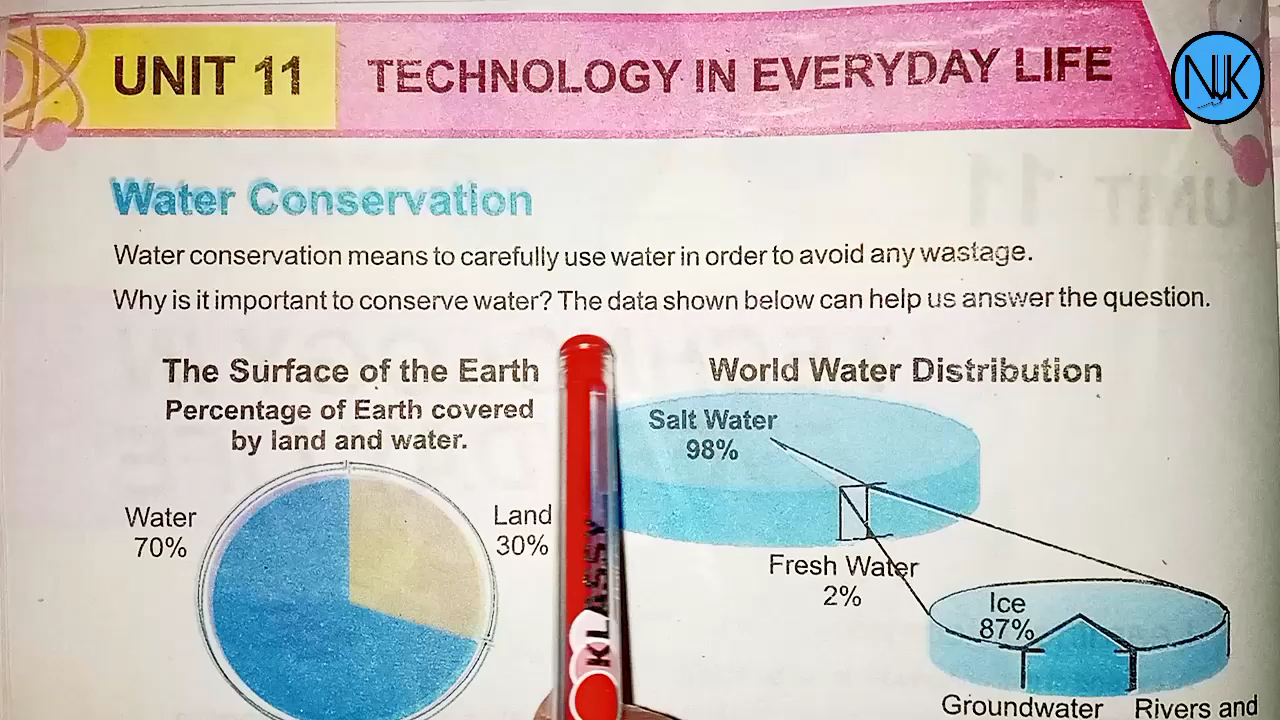 UNIT 11
TECHNOLOGY IN EVERYDAY LIFE
NJK
Water Conservation
Water conservation means to carefully use water in order to avoid any wastage.
Why is it important to conserve water? The data shown below can help us answer the question.
The Surface of the Earth
Percentage of Earth covered
by land and water.
Water
70%
Land
30%
World Water Distribution
Salt Water
98%
Fresh Water
2%
Ice
87%
Groundwater
Rivers and
KLASSY
UNIT 11